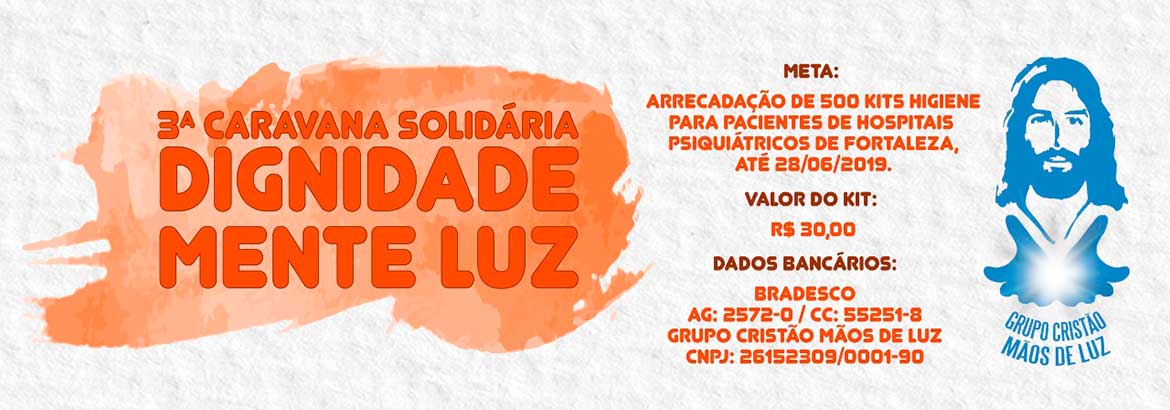 3ª CARAVANA SOLIDÁRIA
DIGNIDADE
MENTE LUZ
META:
ARRECADAÇÃO DE 500 KITS HIGIENE
PARA PACIENTES DE HOSPITAIS
PSIQUIÁTRICOS DE FORTALEZA,
ATÉ 28/06/2019.
VALOR DO KIT:
R$ 30,00
DADOS BANCÁRIOS:
BRADESCO
AG: 2572-0 / CC: 55251-8
GRUPO CRISTÃO MÃOS DE LUZ
CNPJ: 26152309/0001-90
GRUPO CRISTÃO
MÃOS DE LUZ